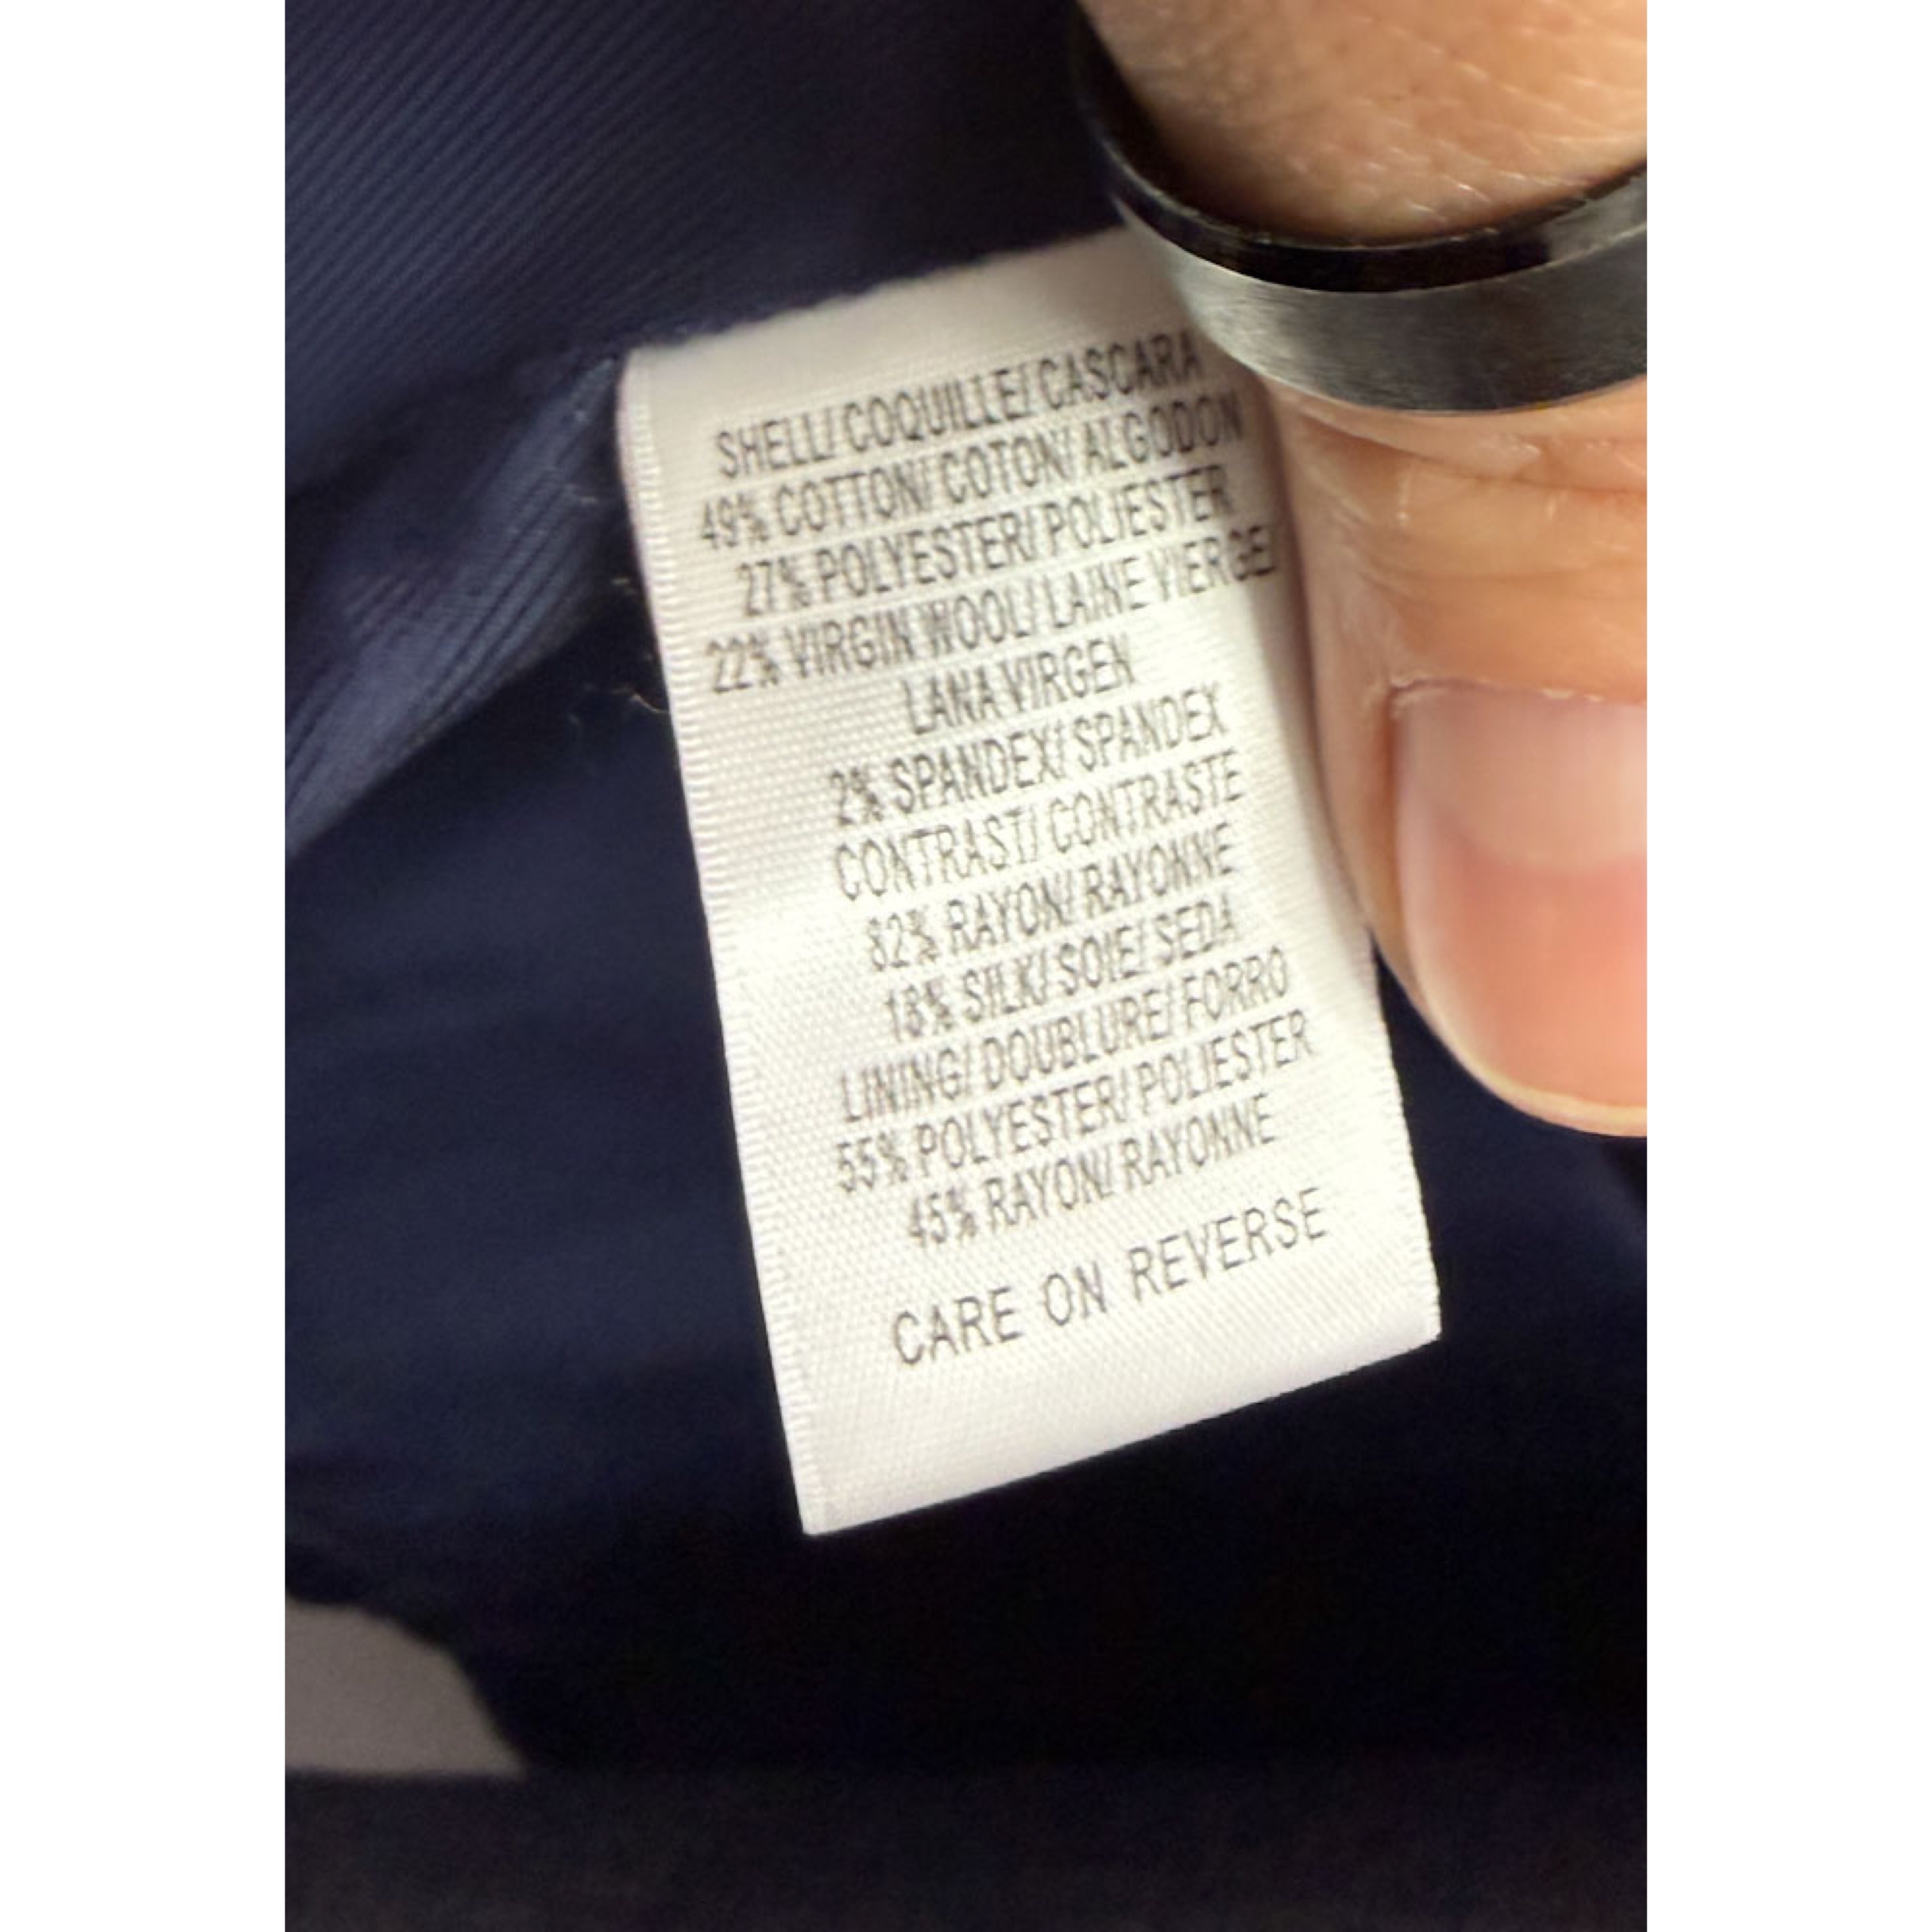 SHELL/ COQUILLE/ CASCARA
49% COTTON/ COTON/ ALGODON
27% POLYESTER/ POLIESTER
22% VIRGIN WOOL/ LAINE VIERGE/
LANA VIRGEN
2% SPANDEX/ SPANDEX
CONTRAST/ CONTRASTE
82% RAYON/ RAYONNE
18% SILK/ SOIE/ SEDA
LINING/ DOUBLURE/ FORRO
55% POLYESTER/ POLIESTER
45% RAYON/ RAYONNE
CARE ON REVERSE